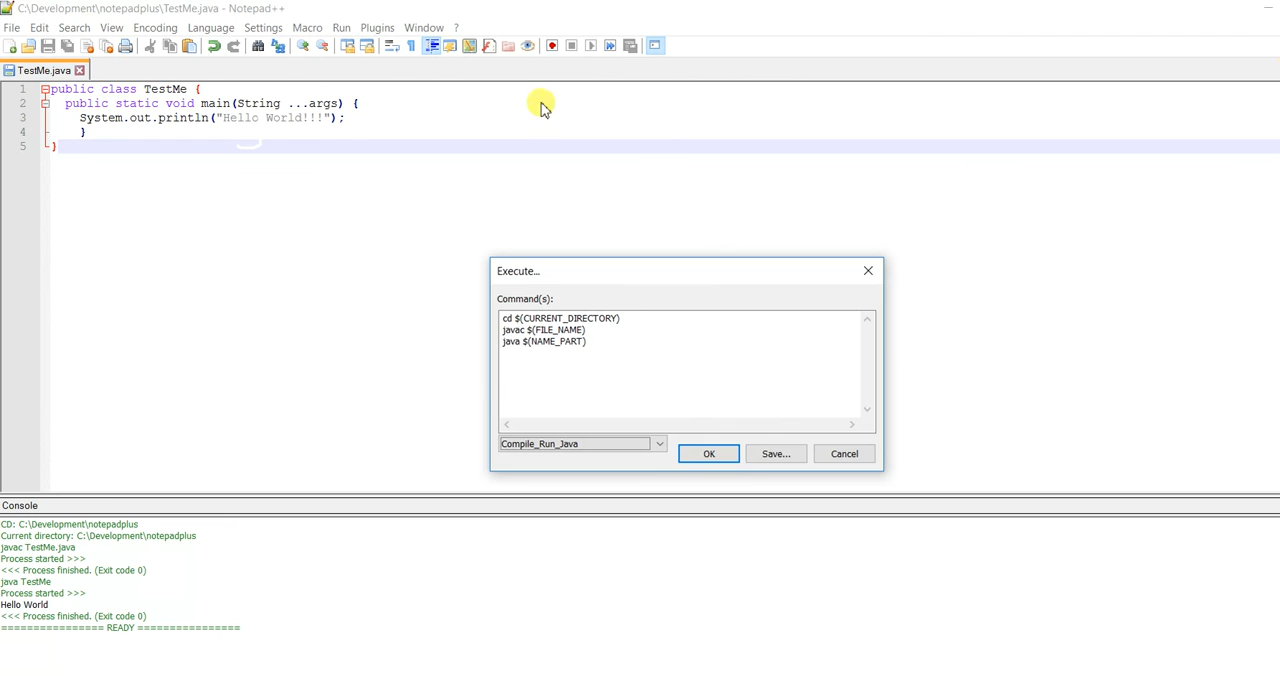 C:\Development\notepadplus\TestMe.java - Notepad++
File Edit Search View Encoding Language Settings Macro Run Plugins Window ?
TestMe.java
1 public class TestMe {
2 public static void main(String ...args) {
3 System.out.println("Hello World!!!");
4 }
5 }
Execute...
Command(s):
cd $(CURRENT_DIRECTORY)
javac $(FILE_NAME)
java $(NAME_PART)
Compile_Run_Java
OK Save... Cancel
Console
CD: C:\Development\notepadplus
Current directory: C:\Development\notepadplus
javac TestMe.java
Process started >>>
<<< Process finished. (Exit code 0)
java TestMe
Process started >>>
Hello World
<<< Process finished. (Exit code 0)
================ READY ================